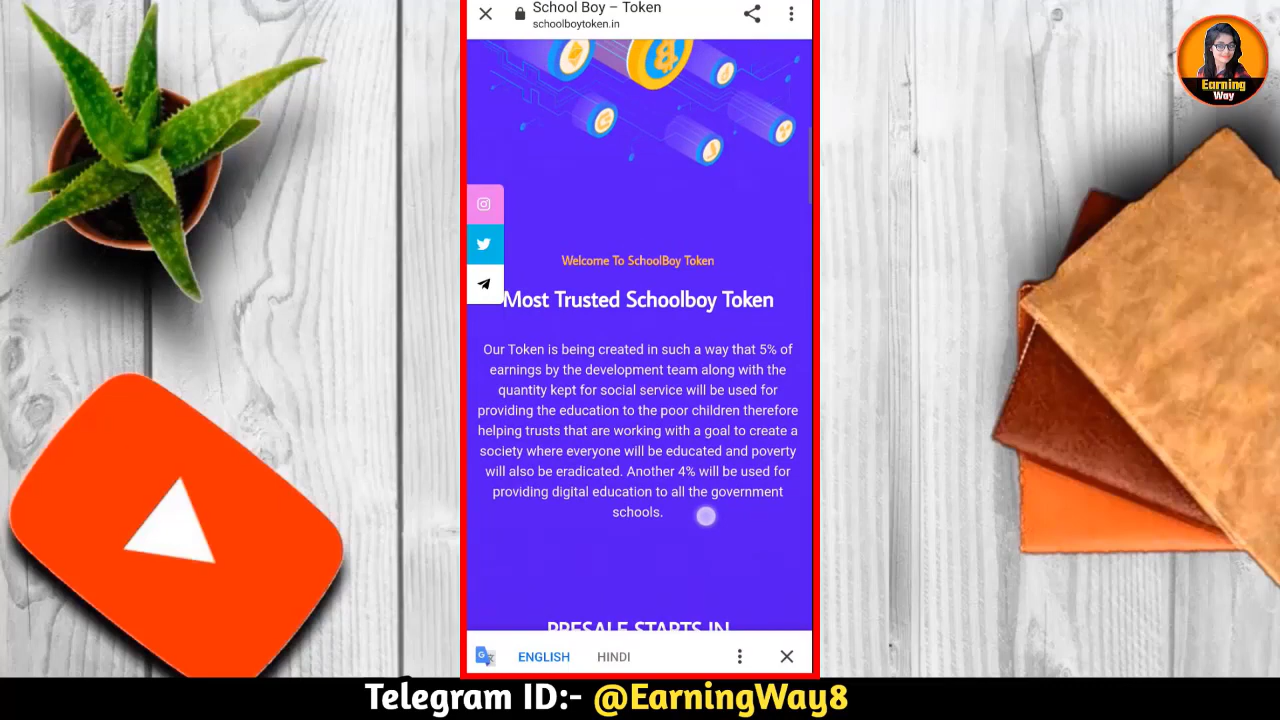 School Boy – Token
schoolboytoken.in
Earning
Way
Welcome To SchoolBoy Token
Most Trusted Schoolboy Token
Our Token is being created in such a way that 5% of
earnings by the development team along with the
quantity kept for social service will be used for
providing the education to the poor children therefore
helping trusts that are working with a goal to create a
society where everyone will be educated and poverty
will also be eradicated. Another 4% will be used for
providing digital education to all the government
schools.
PRESALE STARTS IN
ENGLISH HINDI
Telegram ID:- @EarningWay8